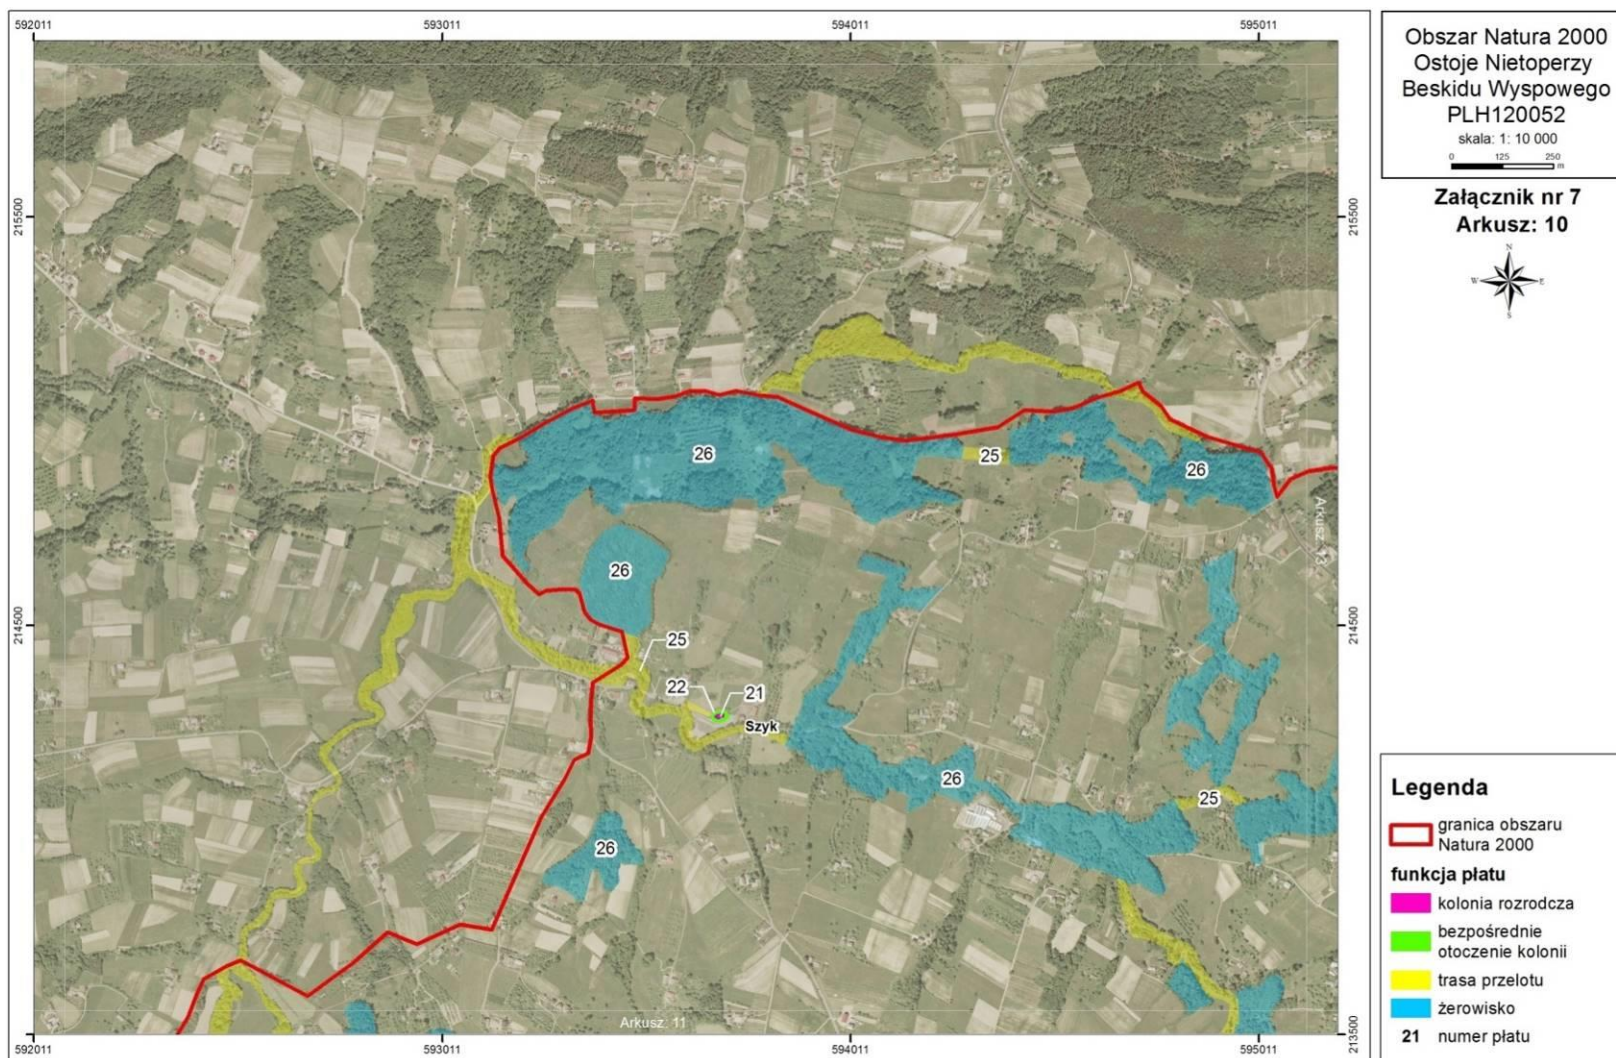 592011
593011
594011
595011
Obszar Natura 2000
Ostoje Nietoperzy
Beskidu Wyspowego
PLH120052
skala: 1: 10 000
0 125 250
m
Załącznik nr 7
Arkusz: 10
N
W E
S
215500
215500
26
25
26
Arkusz: 13
26
214500
214500
25
22
21
Szyk
26
25
26
Legenda
granica obszaru
Natura 2000
funkcja płatu
kolonia rozrodcza
bezpośrednie
otoczenie kolonii
trasa przelotu
żerowisko
21 numer płatu
Arkusz: 11
213500
592011
593011
594011
595011